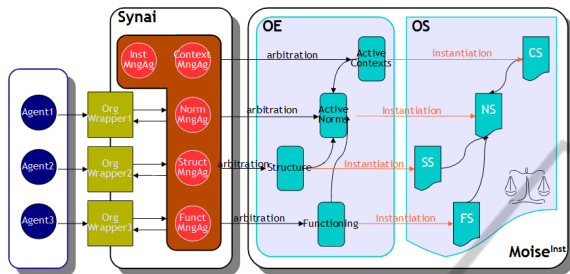 Synai
OE
OS
Inst
MngAg
Context
MngAg
arbitration
Active
Contexts
instantiation
CS
Agent1
Org
Wrapper1
Norm
MngAg
arbitration
Active
Norms
instantiation
NS
Agent2
Org
Wrapper2
Struct
MngAg
arbitration
Structure
instantiation
SS
Agent3
Org
Wrapper3
Funct
MngAg
arbitration
Functioning
instantiation
FS
MoiseInst